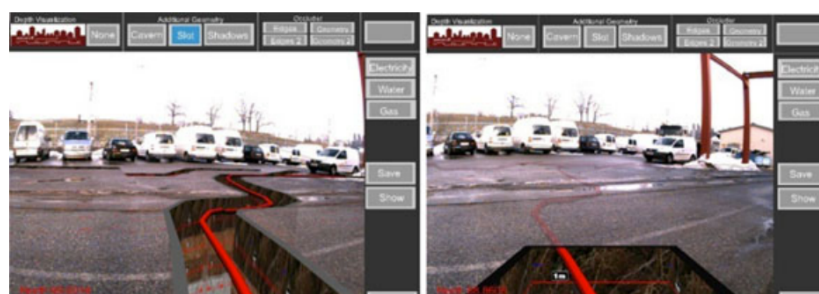 Depth Visualization
Additional Geometry
Occluder
None
Cavern
Slot
Shadows
Edges
Geometry
Edges 2
Geometry 2
Electricity
Water
Gas
Save
Show
Depth Visualization
Additional Geometry
Occluder
None
Cavern
Slot
Shadows
Edges
Geometry
Edges 2
Geometry 2
Electricity
Water
Gas
Save
Show
1m